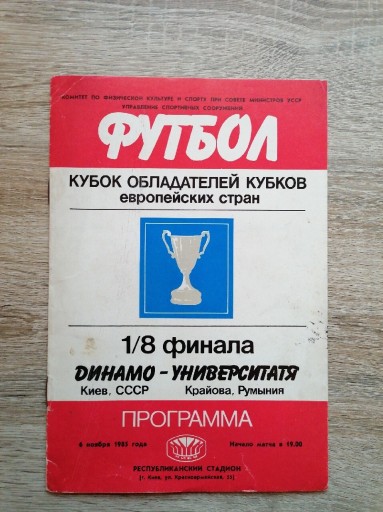 КОМИТЕТ ПО ФИЗИЧЕСКОЙ КУЛЬТУРЕ И СПОРТУ ПРИ СОВЕТЕ МИНИСТРОВ УССР
УПРАВЛЕНИЕ СПОРТИВНЫХ СООРУЖЕНИЙ
ФУТБОЛ
КУБОК ОБЛАДАТЕЛЕЙ КУБКОВ
европейских стран
1/8 финала
ДИНАМО - УНИВЕРСИТАТЯ
Киев, СССР Крайова, Румыния
ПРОГРАММА
6 ноября 1985 года Начало матча в 19.00
РЕСПУБЛИКАНСКИЙ СТАДИОН
(г. Киев, ул. Красноармейская, 55)